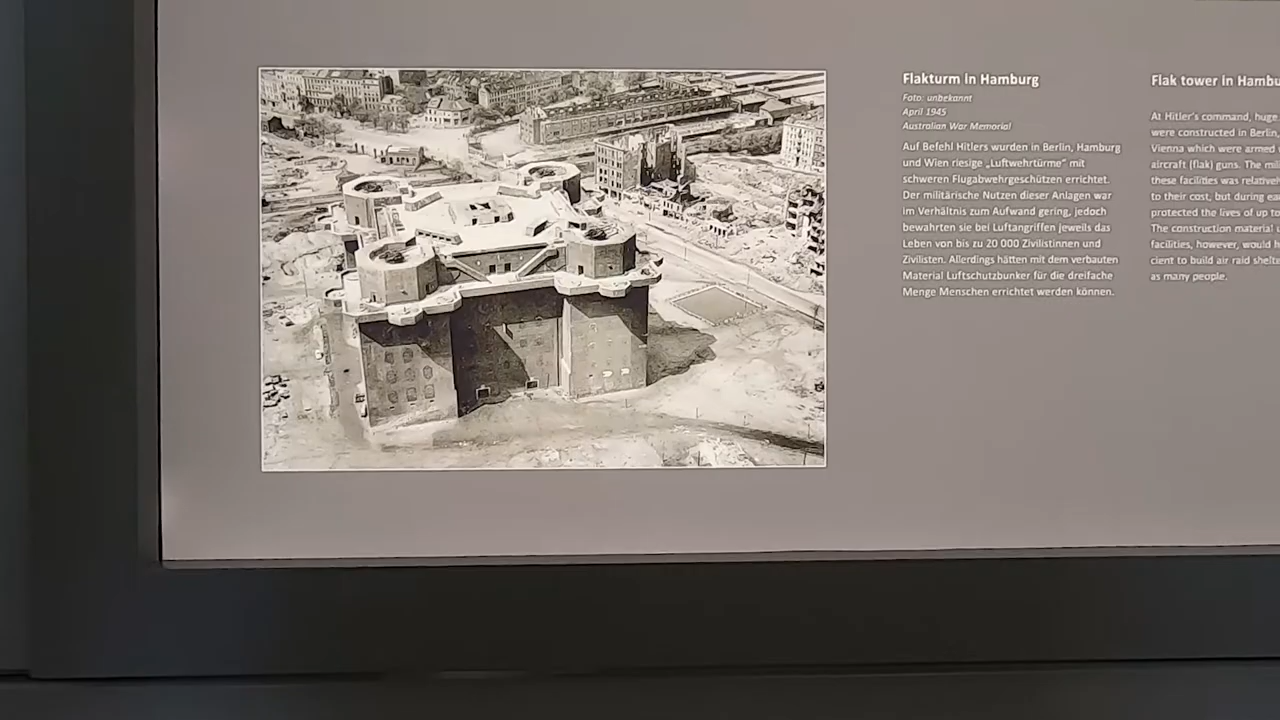 Flakturm in Hamburg
Foto: unbekannt
April 1945
Australian War Memorial
Auf Befehl Hitlers wurden in Berlin, Hamburg
und Wien riesige „Luftwehrtürme“ mit
schweren Flugabwehrgeschützen errichtet.
Der militärische Nutzen dieser Anlagen war
im Verhältnis zum Aufwand gering, jedoch
bewahrten sie bei Luftangriffen jeweils das
Leben von bis zu 20 000 Zivilistinnen und
Zivilisten. Allerdings hätten mit dem verbauten
Material Luftschutzbunker für die dreifache
Menge Menschen errichtet werden können.
Flak tower in Hambu
At Hitler's command, huge
were constructed in Berlin,
Vienna which were armed
aircraft (flak) guns. The mil
these facilities was relatively
to their cost, but during ea
protected the lives of up to
The construction material u
facilities, however, would h
cient to build air raid shelte
as many people.